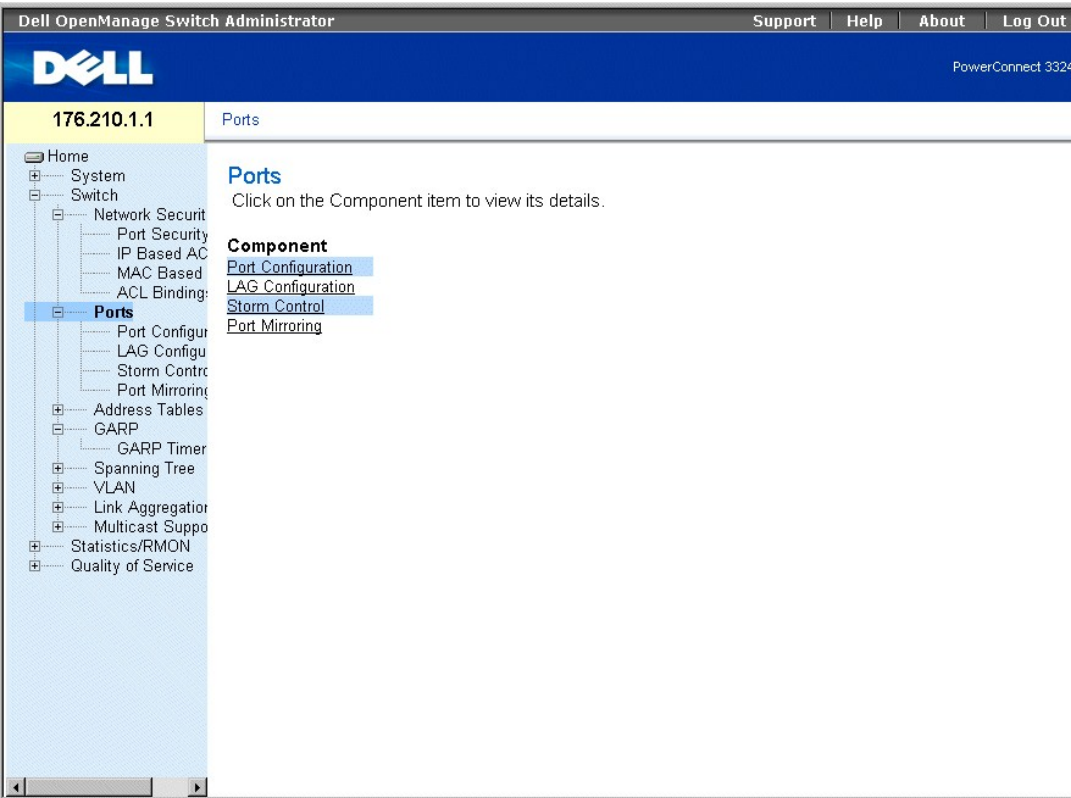 Dell OpenManage Switch Administrator Support Help About Log Out
DELL
PowerConnect 3324
176.210.1.1
Ports
Home
System
Switch
Network Securit
Port Security
IP Based AC
MAC Based
ACL Bindings
Ports
Port Configur
LAG Configu
Storm Contro
Port Mirroring
Address Tables
GARP
GARP Timer
Spanning Tree
VLAN
Link Aggregation
Multicast Suppo
Statistics/RMON
Quality of Service
Ports
Click on the Component item to view its details.
Component
Port Configuration
LAG Configuration
Storm Control
Port Mirroring